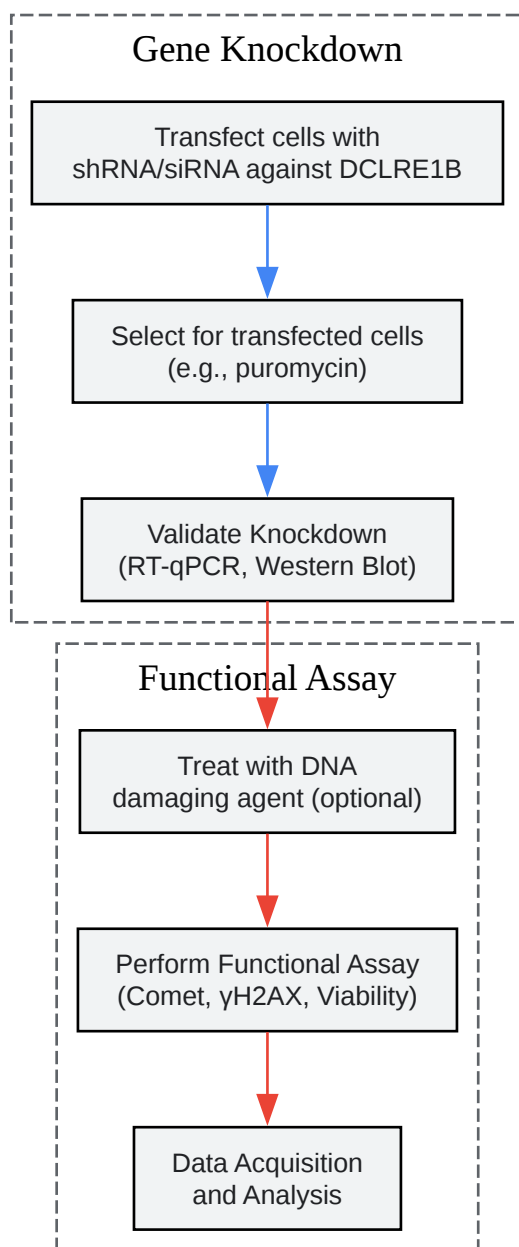 Gene Knockdown
Transfect cells with
shRNA/siRNA against DCLRE1B
Select for transfected cells
(e.g., puromycin)
Validate Knockdown
(RT-qPCR, Western Blot)
Functional Assay
Treat with DNA
damaging agent (optional)
Perform Functional Assay
(Comet, γH2AX, Viability)
Data Acquisition
and Analysis